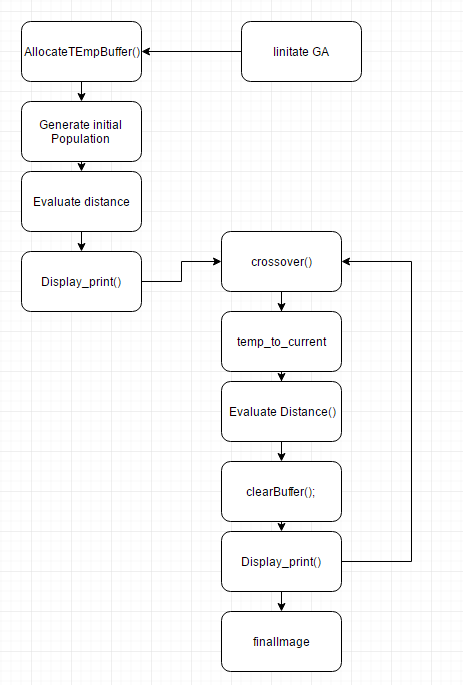 AllocateTEmpBuffer()
Iinitate GA
Generate initial
Population
Evaluate distance
Display_print()
crossover()
temp_to_current
Evaluate Distance()
clearBuffer();
Display_print()
finalImage